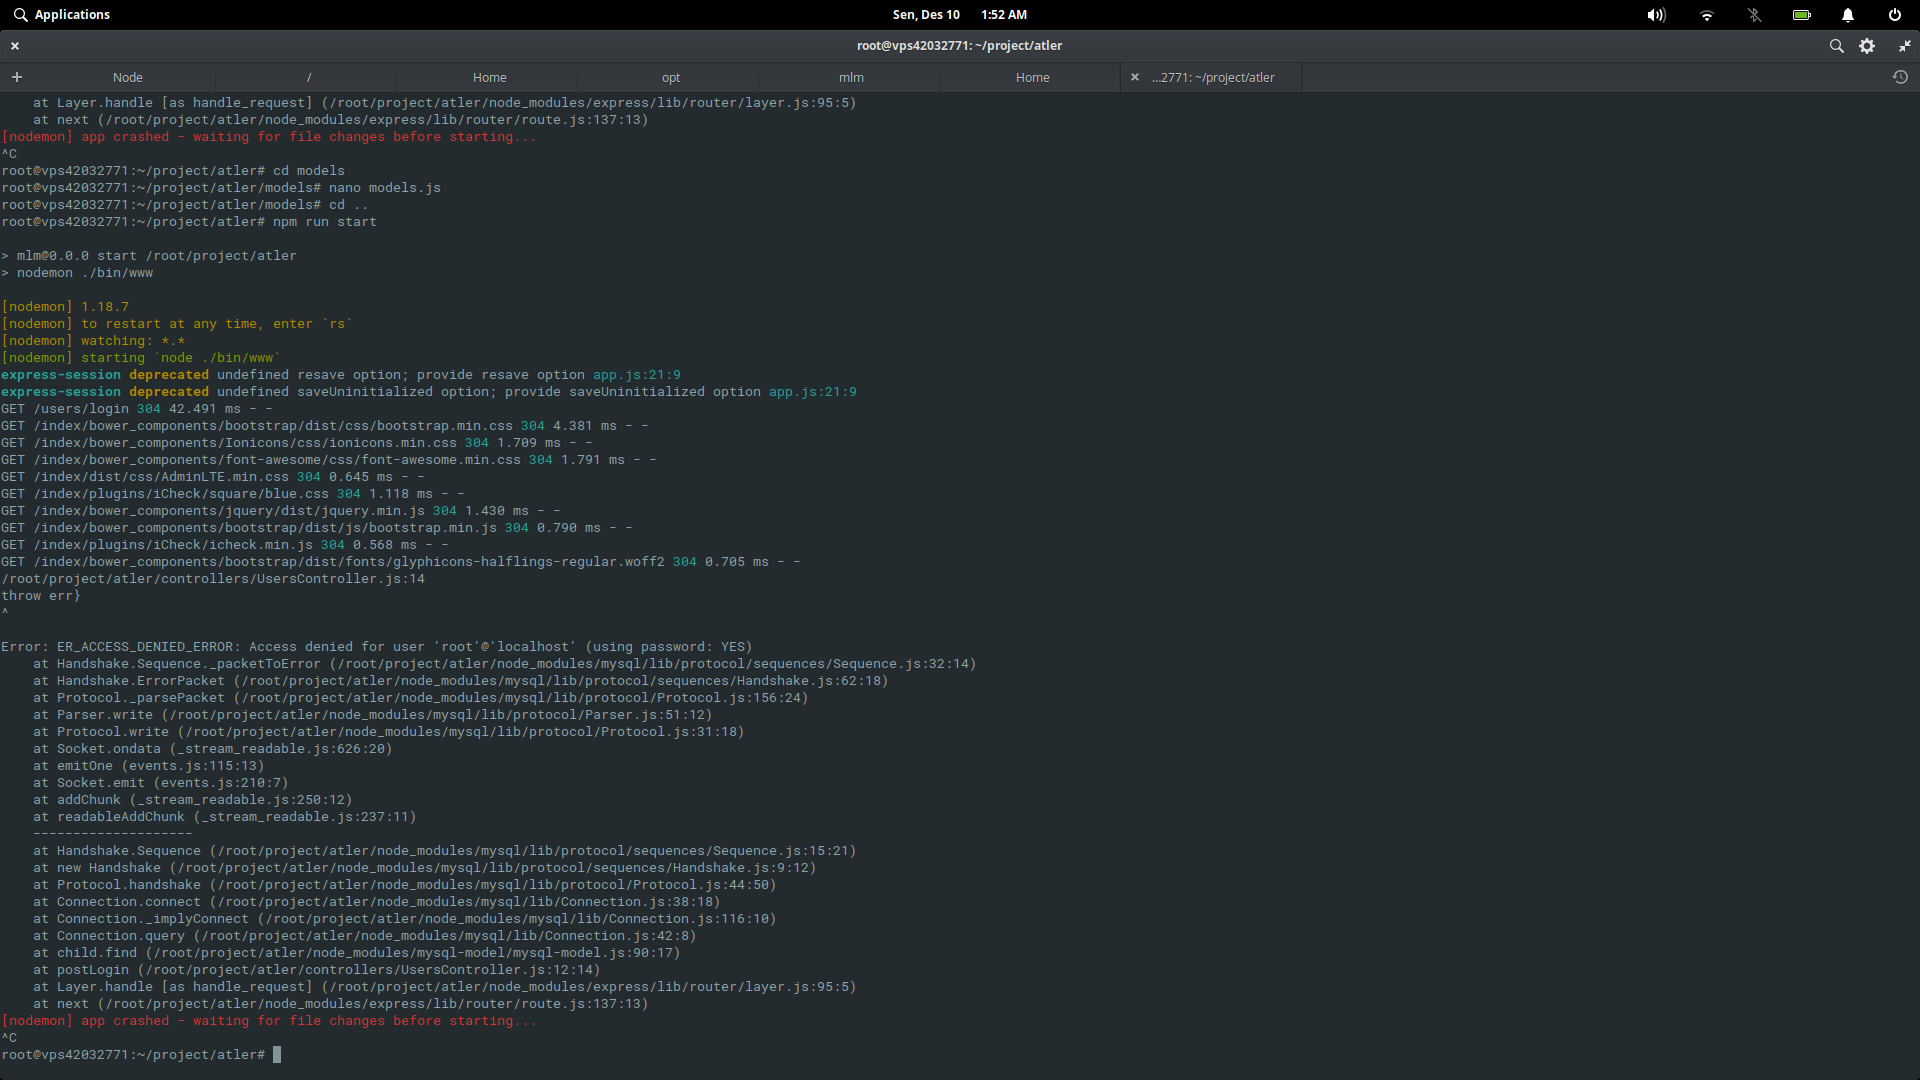 Applications
Sen, Des 10 1:52 AM
root@vps42032771: ~/project/atler
Node / Home opt mlm Home ...2771: ~/project/atler
at Layer.handle [as handle_request] (/root/project/atler/node_modules/express/lib/router/layer.js:95:5)
at next (/root/project/atler/node_modules/express/lib/router/route.js:137:13)
[nodemon] app crashed - waiting for file changes before starting...
^C
root@vps42032771:~/project/atler# cd models
root@vps42032771:~/project/atler/models# nano models.js
root@vps42032771:~/project/atler/models# cd ..
root@vps42032771:~/project/atler# npm run start
> mlm@0.0.0 start /root/project/atler
> nodemon ./bin/www
[nodemon] 1.18.7
[nodemon] to restart at any time, enter `rs`
[nodemon] watching: *.*
[nodemon] starting `node ./bin/www`
express-session deprecated undefined resave option; provide resave option app.js:21:9
express-session deprecated undefined saveUninitialized option; provide saveUninitialized option app.js:21:9
GET /users/login 304 42.491 ms - -
GET /index/bower_components/bootstrap/dist/css/bootstrap.min.css 304 4.381 ms - -
GET /index/bower_components/Ionicons/css/ionicons.min.css 304 1.709 ms - -
GET /index/bower_components/font-awesome/css/font-awesome.min.css 304 1.791 ms - -
GET /index/dist/css/AdminLTE.min.css 304 0.645 ms - -
GET /index/plugins/iCheck/square/blue.css 304 1.118 ms - -
GET /index/bower_components/jquery/dist/jquery.min.js 304 1.430 ms - -
GET /index/bower_components/bootstrap/dist/js/bootstrap.min.js 304 0.790 ms - -
GET /index/plugins/iCheck/icheck.min.js 304 0.568 ms - -
GET /index/bower_components/bootstrap/dist/fonts/glyphicons-halflings-regular.woff2 304 0.705 ms - -
/root/project/atler/controllers/UsersController.js:14
throw err}
^
Error: ER_ACCESS_DENIED_ERROR: Access denied for user 'root'@'localhost' (using password: YES)
at Handshake.Sequence._packetToError (/root/project/atler/node_modules/mysql/lib/protocol/sequences/Sequence.js:32:14)
at Handshake.ErrorPacket (/root/project/atler/node_modules/mysql/lib/protocol/sequences/Handshake.js:62:18)
at Protocol._parsePacket (/root/project/atler/node_modules/mysql/lib/protocol/Protocol.js:156:24)
at Parser.write (/root/project/atler/node_modules/mysql/lib/protocol/Parser.js:51:12)
at Protocol.write (/root/project/atler/node_modules/mysql/lib/protocol/Protocol.js:31:18)
at Socket.ondata (_stream_readable.js:626:20)
at emitOne (events.js:115:13)
at Socket.emit (events.js:210:7)
at addChunk (_stream_readable.js:250:12)
at readableAddChunk (_stream_readable.js:237:11)
--------------------
at Handshake.Sequence (/root/project/atler/node_modules/mysql/lib/protocol/sequences/Sequence.js:15:21)
at new Handshake (/root/project/atler/node_modules/mysql/lib/protocol/sequences/Handshake.js:9:12)
at Protocol.handshake (/root/project/atler/node_modules/mysql/lib/protocol/Protocol.js:44:50)
at Connection.connect (/root/project/atler/node_modules/mysql/lib/Connection.js:38:18)
at Connection._implyConnect (/root/project/atler/node_modules/mysql/lib/Connection.js:116:10)
at Connection.query (/root/project/atler/node_modules/mysql/lib/Connection.js:42:8)
at child.find (/root/project/atler/node_modules/mysql-model/mysql-model.js:90:17)
at postLogin (/root/project/atler/controllers/UsersController.js:12:14)
at Layer.handle [as handle_request] (/root/project/atler/node_modules/express/lib/router/layer.js:95:5)
at next (/root/project/atler/node_modules/express/lib/router/route.js:137:13)
[nodemon] app crashed - waiting for file changes before starting...
^C
root@vps42032771:~/project/atler#